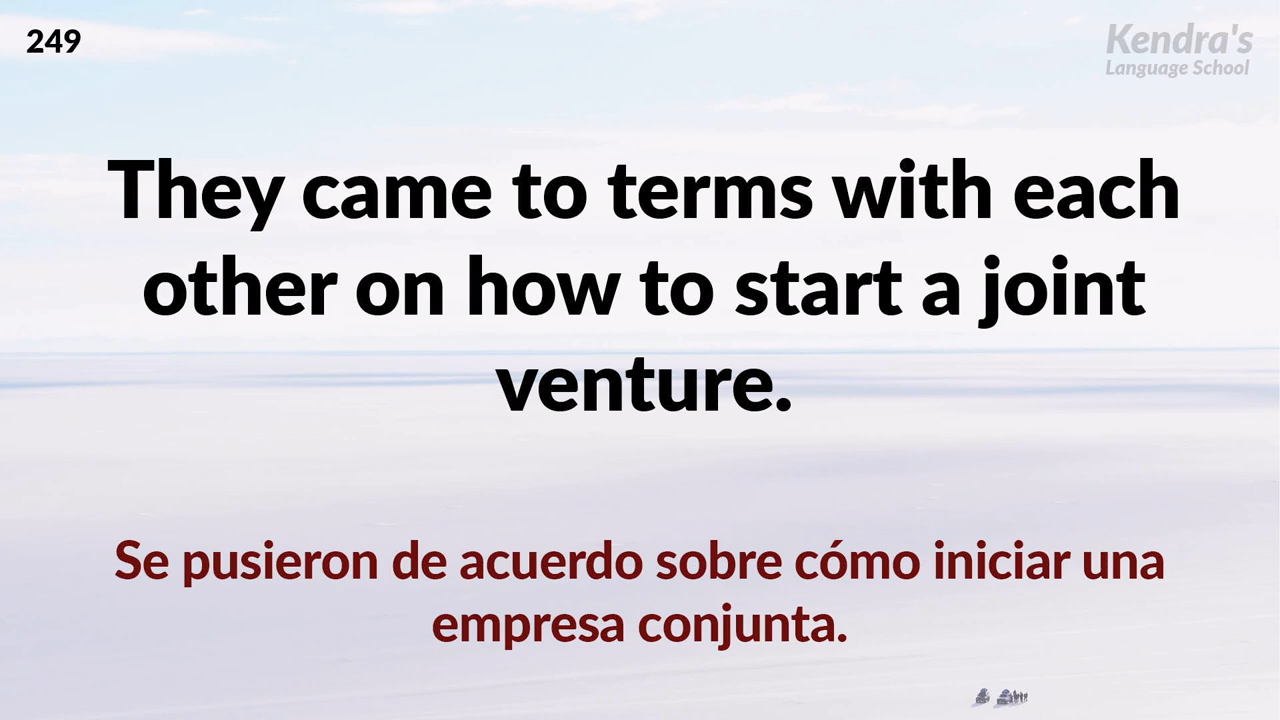 249
Kendra's
Language School
They came to terms with each
other on how to start a joint
venture.
Se pusieron de acuerdo sobre cómo iniciar una
empresa conjunta.